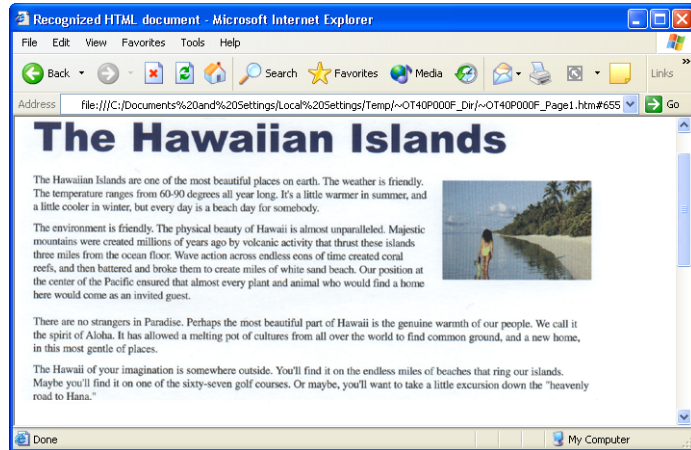 Recognized HTML document - Microsoft Internet Explorer
File Edit View Favorites Tools Help
Back Search Favorites Media Links »
Address file:///C:/Documents%20and%20Settings/Local%20Settings/Temp/~OT40P000F_Dir/~OT40P000F_Page1.htm#655 Go
The Hawaiian Islands
The Hawaiian Islands are one of the most beautiful places on earth. The weather is friendly.
The temperature ranges from 60-90 degrees all year long. It's a little warmer in summer, and
a little cooler in winter, but every day is a beach day for somebody.
The environment is friendly. The physical beauty of Hawaii is almost unparalleled. Majestic
mountains were created millions of years ago by volcanic activity that thrust these islands
three miles from the ocean floor. Wave action across endless eons of time created coral
reefs, and then battered and broke them to create miles of white sand beach. Our position at
the center of the Pacific ensured that almost every plant and animal who would find a home
here would come as an invited guest.
There are no strangers in Paradise. Perhaps the most beautiful part of Hawaii is the genuine warmth of our people. We call it
the spirit of Aloha. It has allowed a melting pot of cultures from all over the world to find common ground, and a new home,
in this most gentle of places.
The Hawaii of your imagination is somewhere outside. You'll find it on the endless miles of beaches that ring our islands.
Maybe you'll find it on one of the sixty-seven golf courses. Or maybe, you'll want to take a little excursion down the "heavenly
road to Hana."
Done My Computer